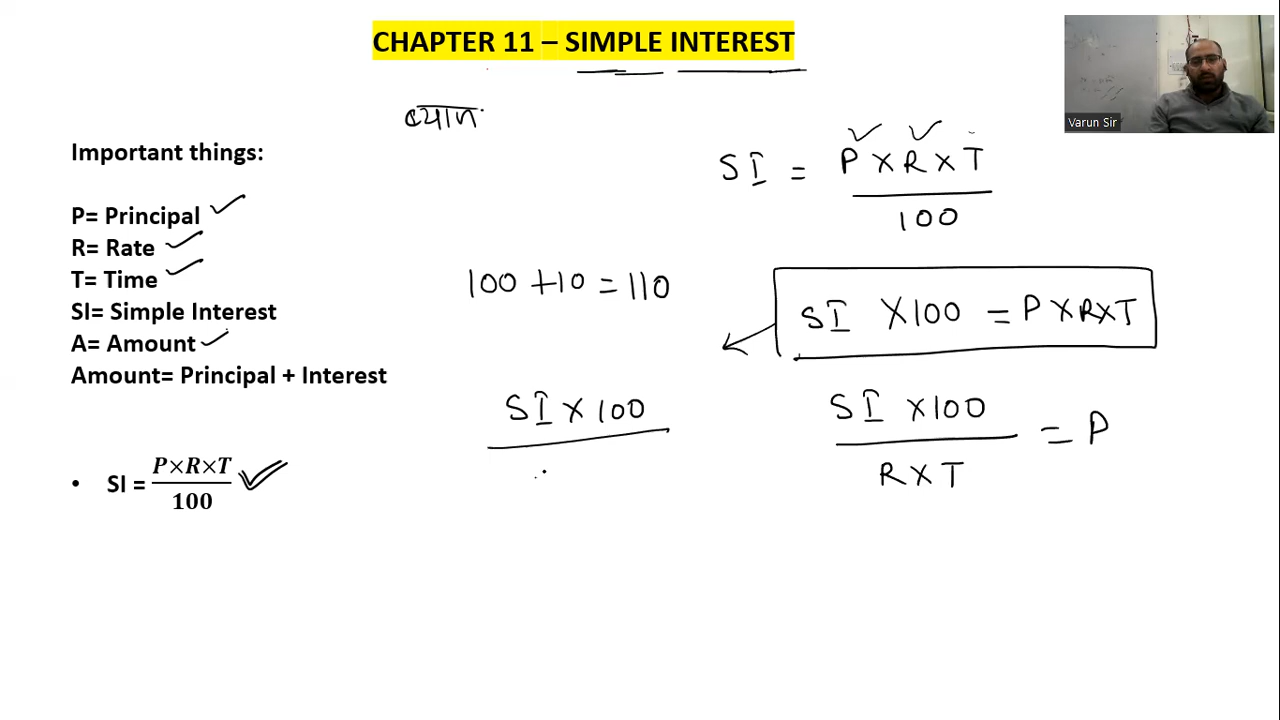 CHAPTER 11 – SIMPLE INTEREST
ब्याज
Varun Sir
Important things:
P= Principal
R= Rate
T= Time
SI= Simple Interest
A= Amount
Amount= Principal + Interest
• SI = P×R×T
100
SI = P×R×T
100
100 +10 = 110
SI ×100 = P×R×T
SI × 100
SI ×100 = P
R×T